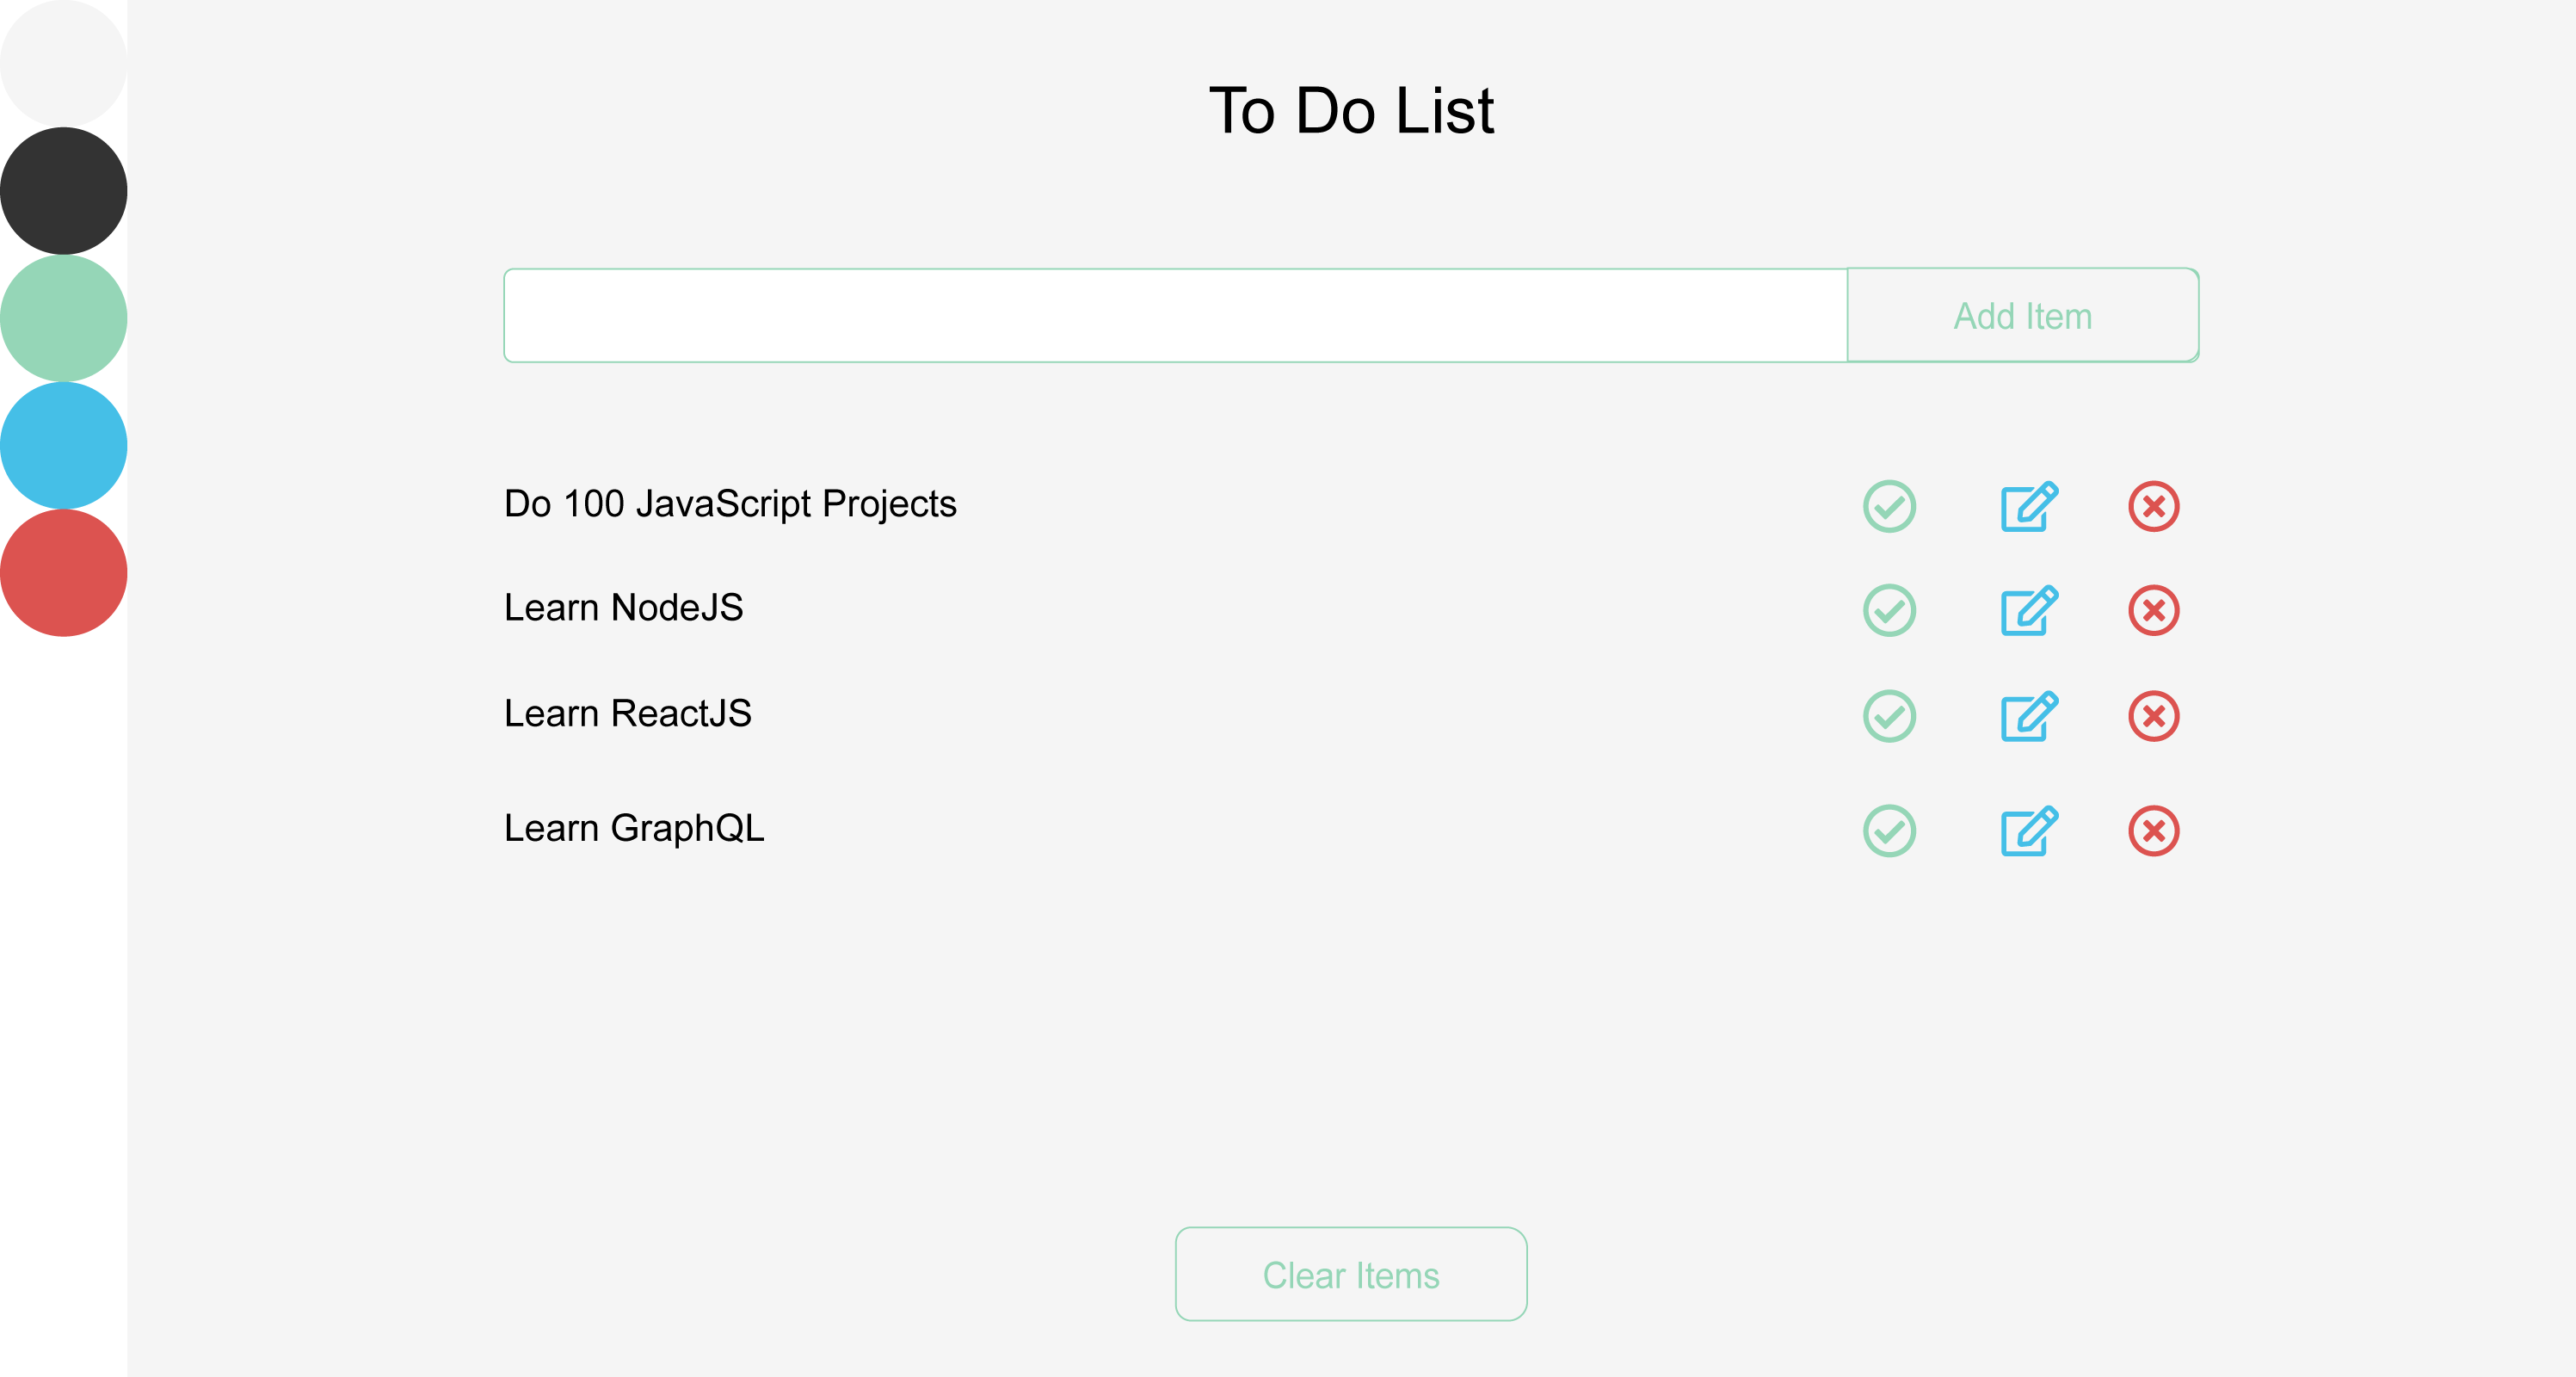 To Do List
Add Item
Do 100 JavaScript Projects
Learn NodeJS
Learn ReactJS
Learn GraphQL
Clear Items